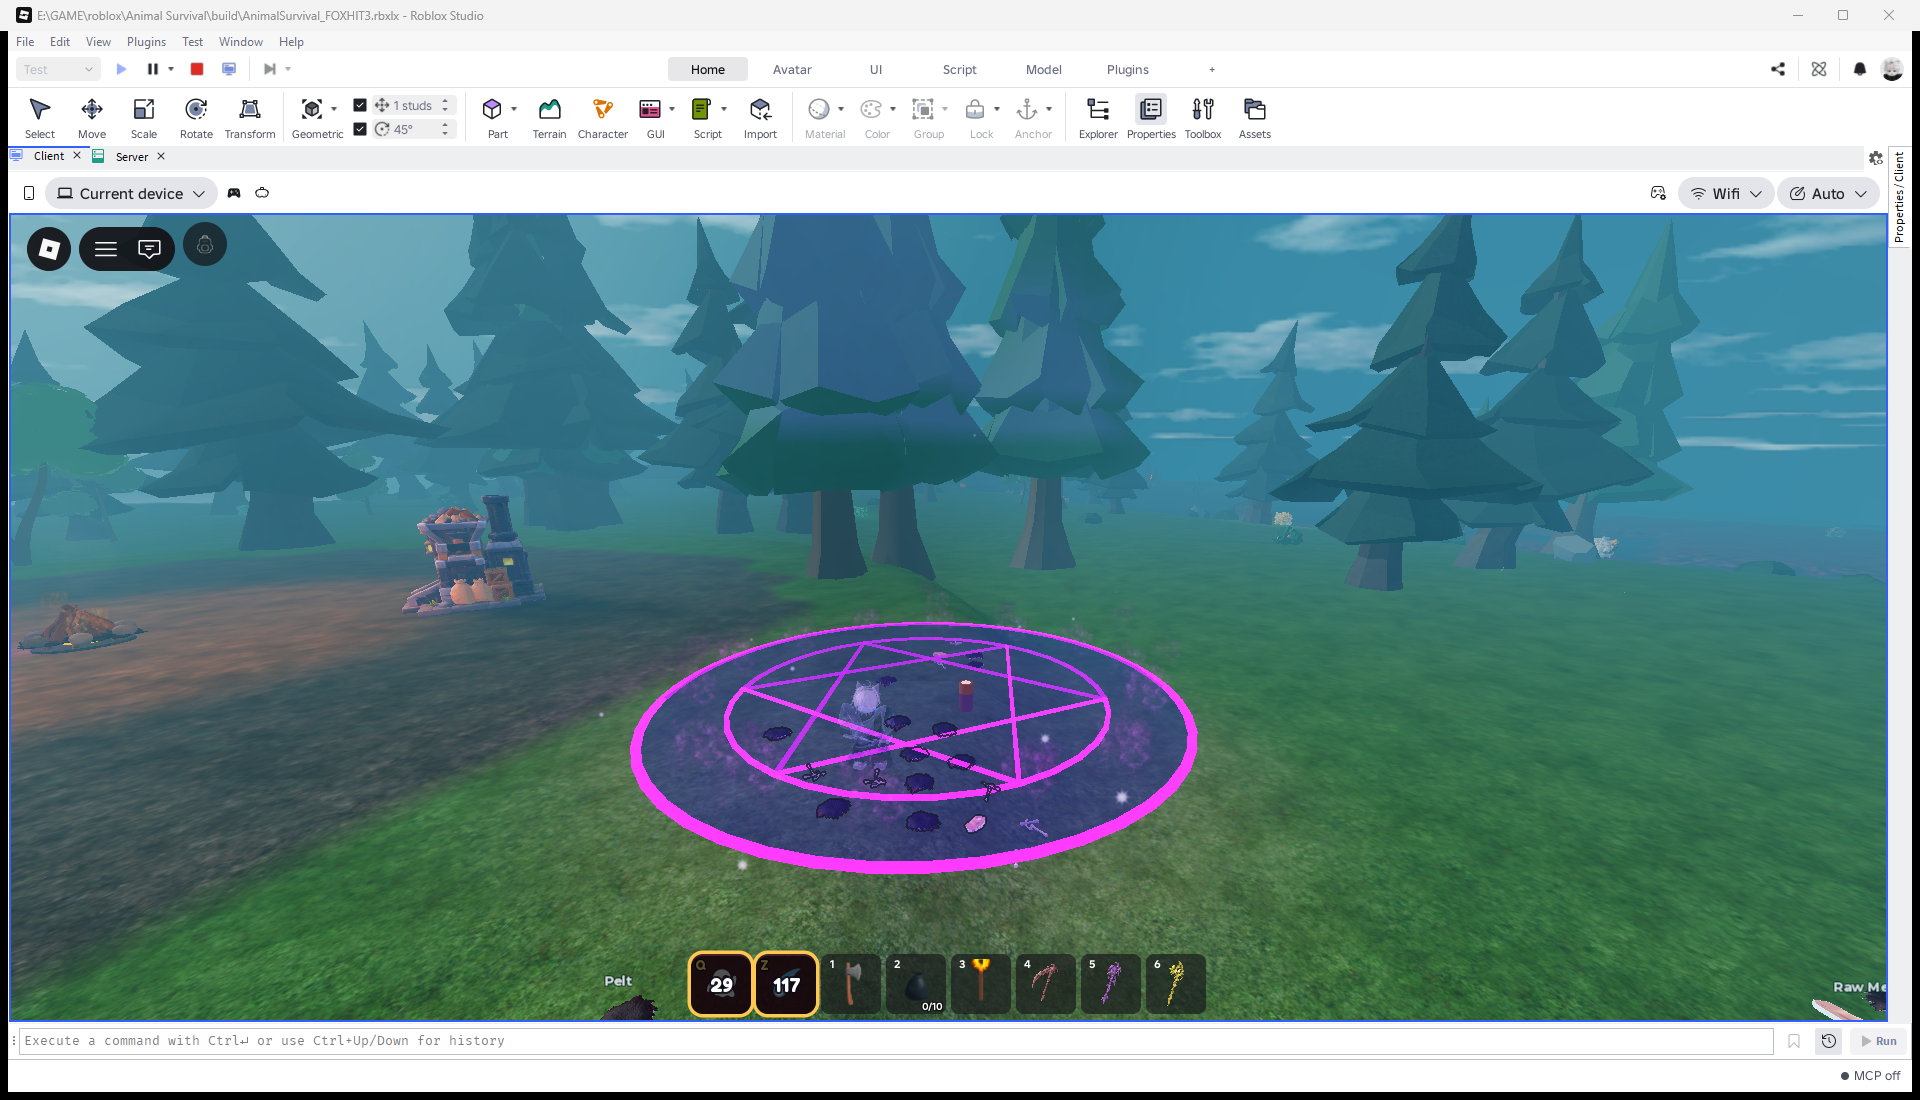 E:\GAME\roblox\Animal Survival\build\AnimalSurvival_FOXHIT3.rbxlx - Roblox Studio
File Edit View Plugins Test Window Help
Test
Home Avatar UI Script Model Plugins +
1 studs
45°
Select Move Scale Rotate Transform Geometric Part Terrain Character GUI Script Import Material Color Group Lock Anchor Explorer Properties Toolbox Assets
Client Server
Properties / Client
Current device
Wifi Auto
Pelt
Q 29
Z 117
1
2 0/10
3
4
5
6
Raw Me
Execute a command with Ctrl↵ or use Ctrl+Up/Down for history
Run
MCP off